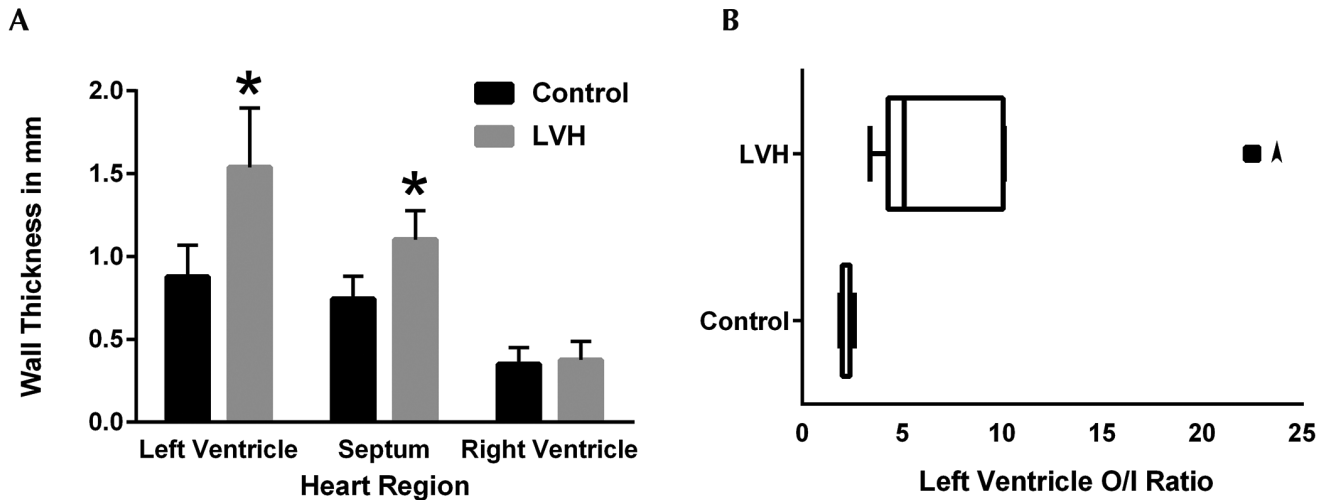 A
Wall Thickness in mm
2.0
1.5
1.0
0.5
0.0
*
*
Control
LVH
Left Ventricle
Septum
Right Ventricle
Heart Region
B
LVH
Control
0
5
10
15
20
25
Left Ventricle O/I Ratio